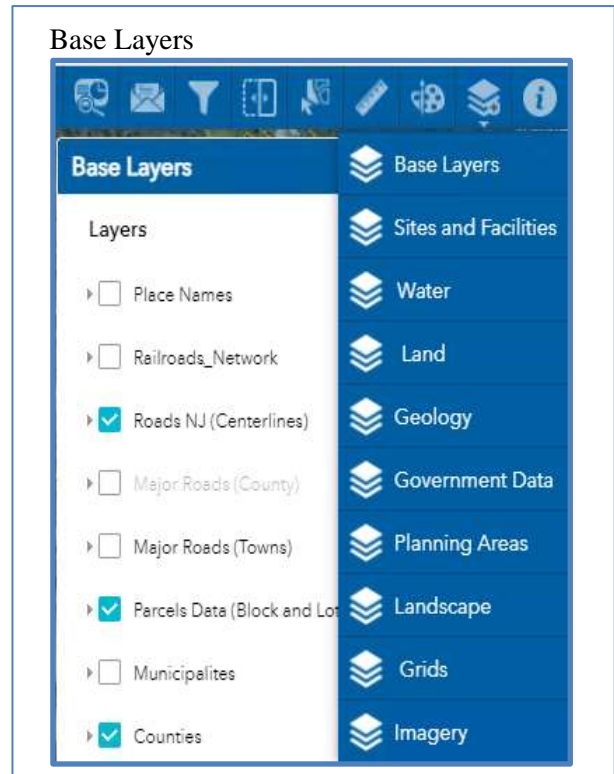 Base Layers
Base Layers
Layers
Place Names
Railroads_Network
Roads NJ (Centerlines)
Major Roads (County)
Major Roads (Towns)
Parcels Data (Block and Lot
Municipalites
Counties
Base Layers
Sites and Facilities
Water
Land
Geology
Government Data
Planning Areas
Landscape
Grids
Imagery